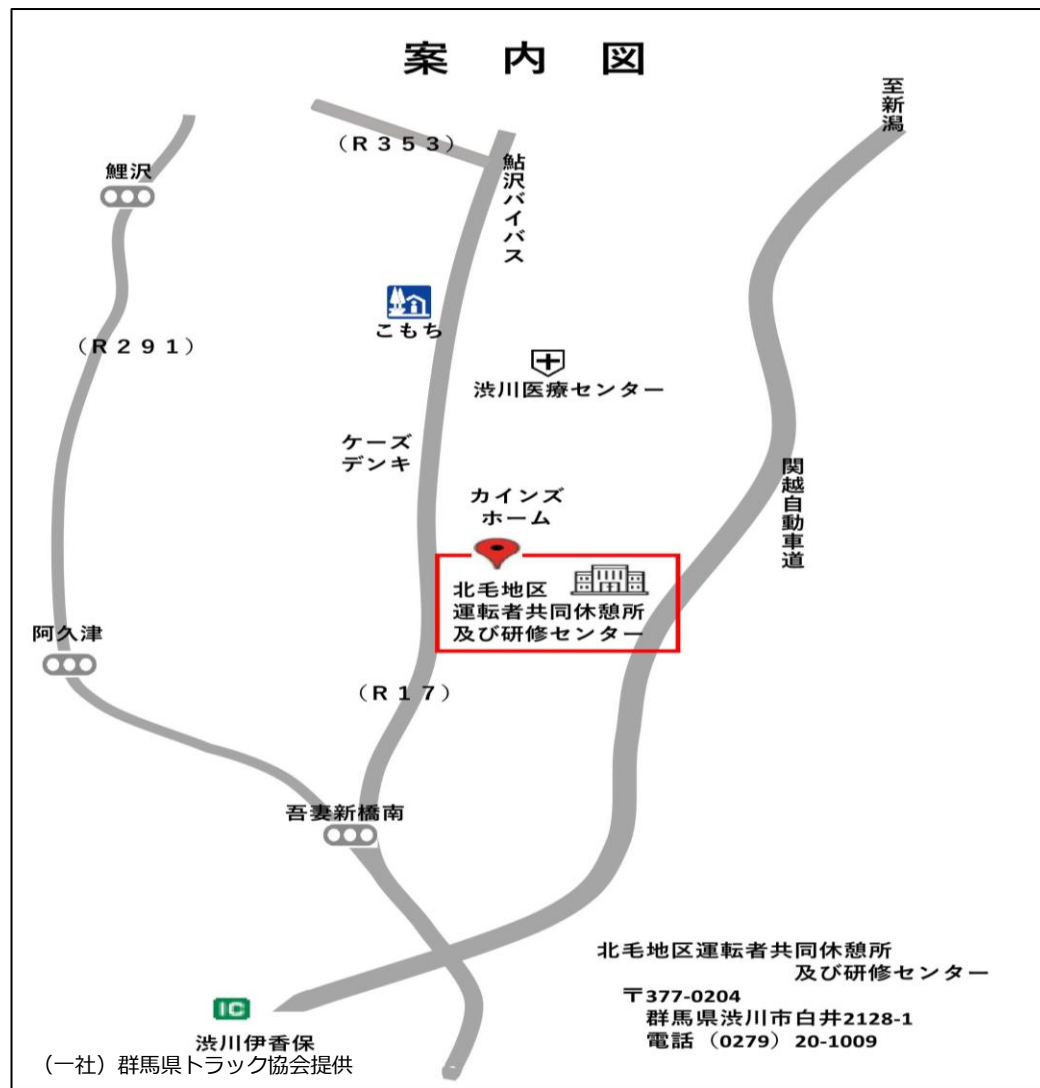 案内図
至新潟
（R353）
鯉沢
鮎沢バイパス
こもち
（R291）
渋川医療センター
ケーズ
デンキ
関越自動車道
カインズ
ホーム
北毛地区
運転者共同休憩所
及び研修センター
阿久津
（R17）
吾妻新橋南
北毛地区運転者共同休憩所
及び研修センター
〒377-0204
群馬県渋川市白井2128-1
電話（0279）20-1009
IC
渋川伊香保
（一社）群馬県トラック協会提供